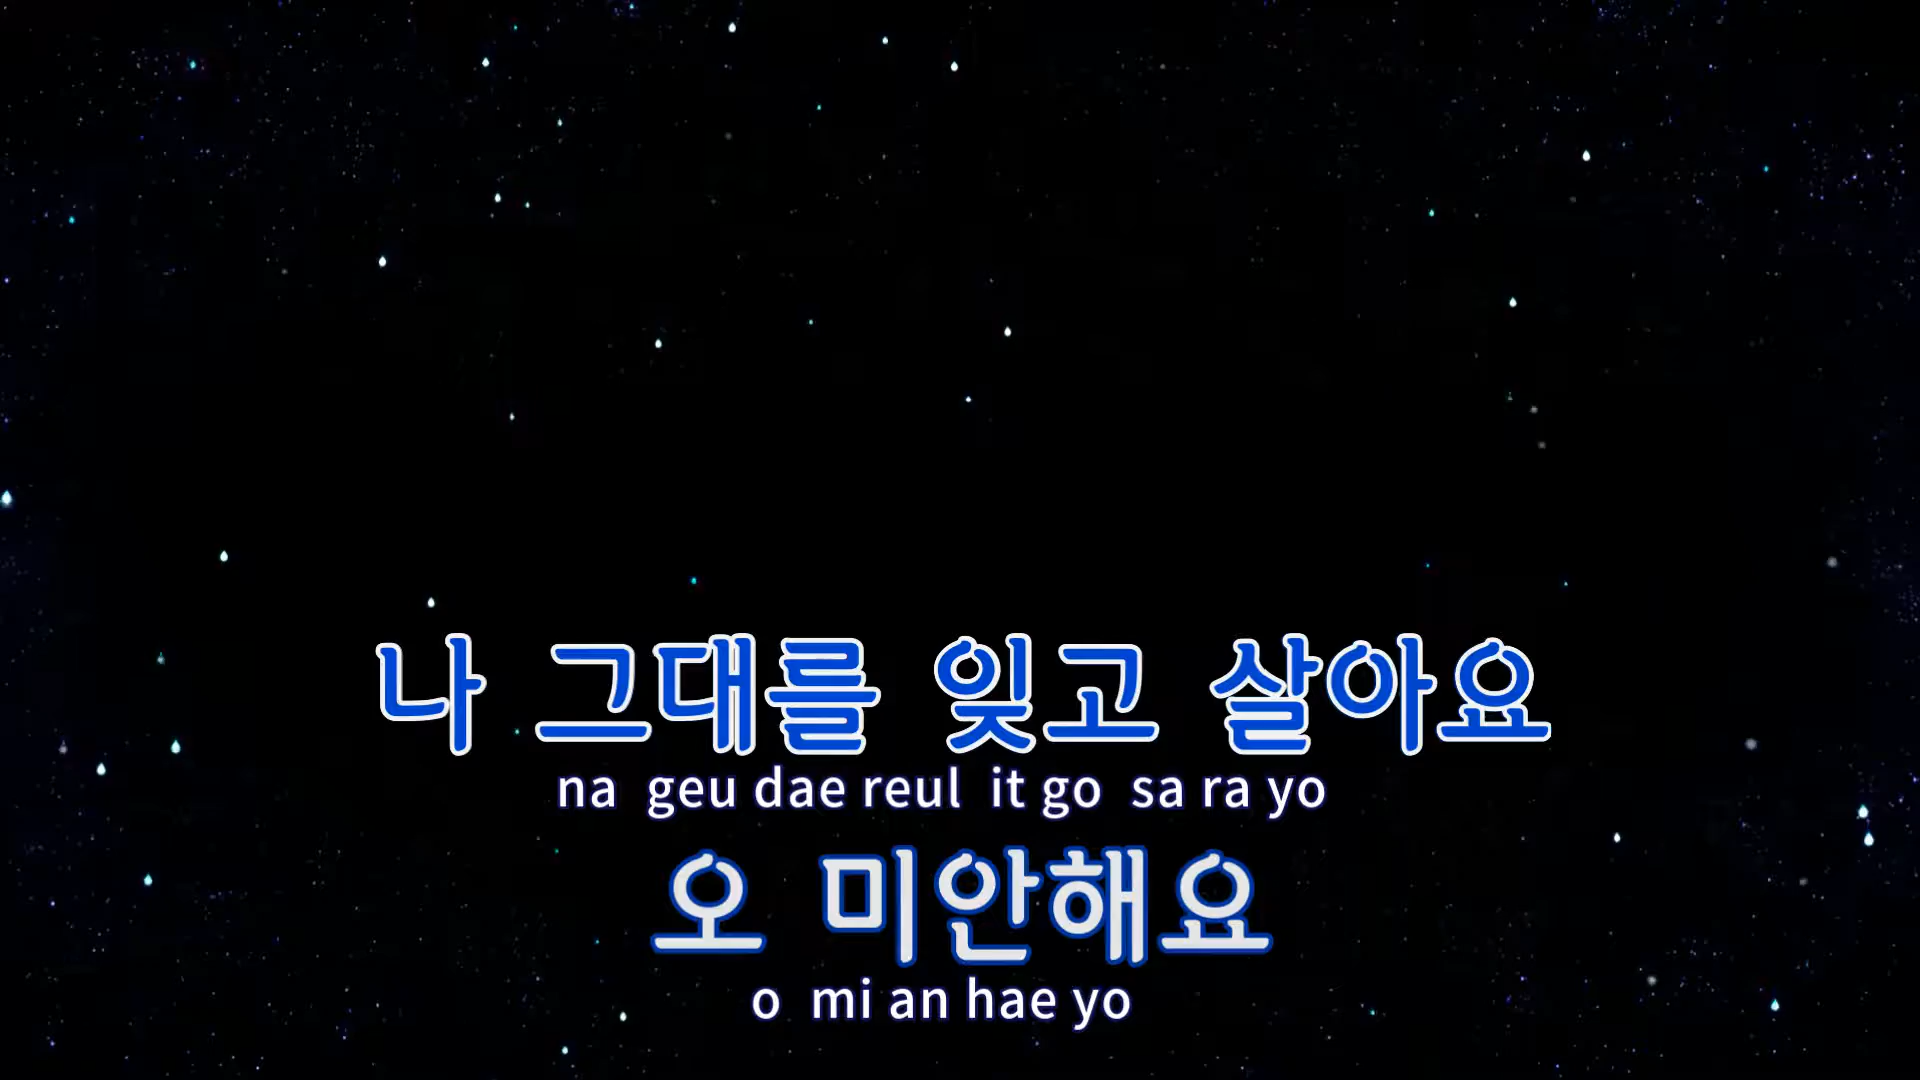 나 그대를 잊고 살아요
na geu dae reul it go sa ra yo
오 미안해요
o mi an hae yo